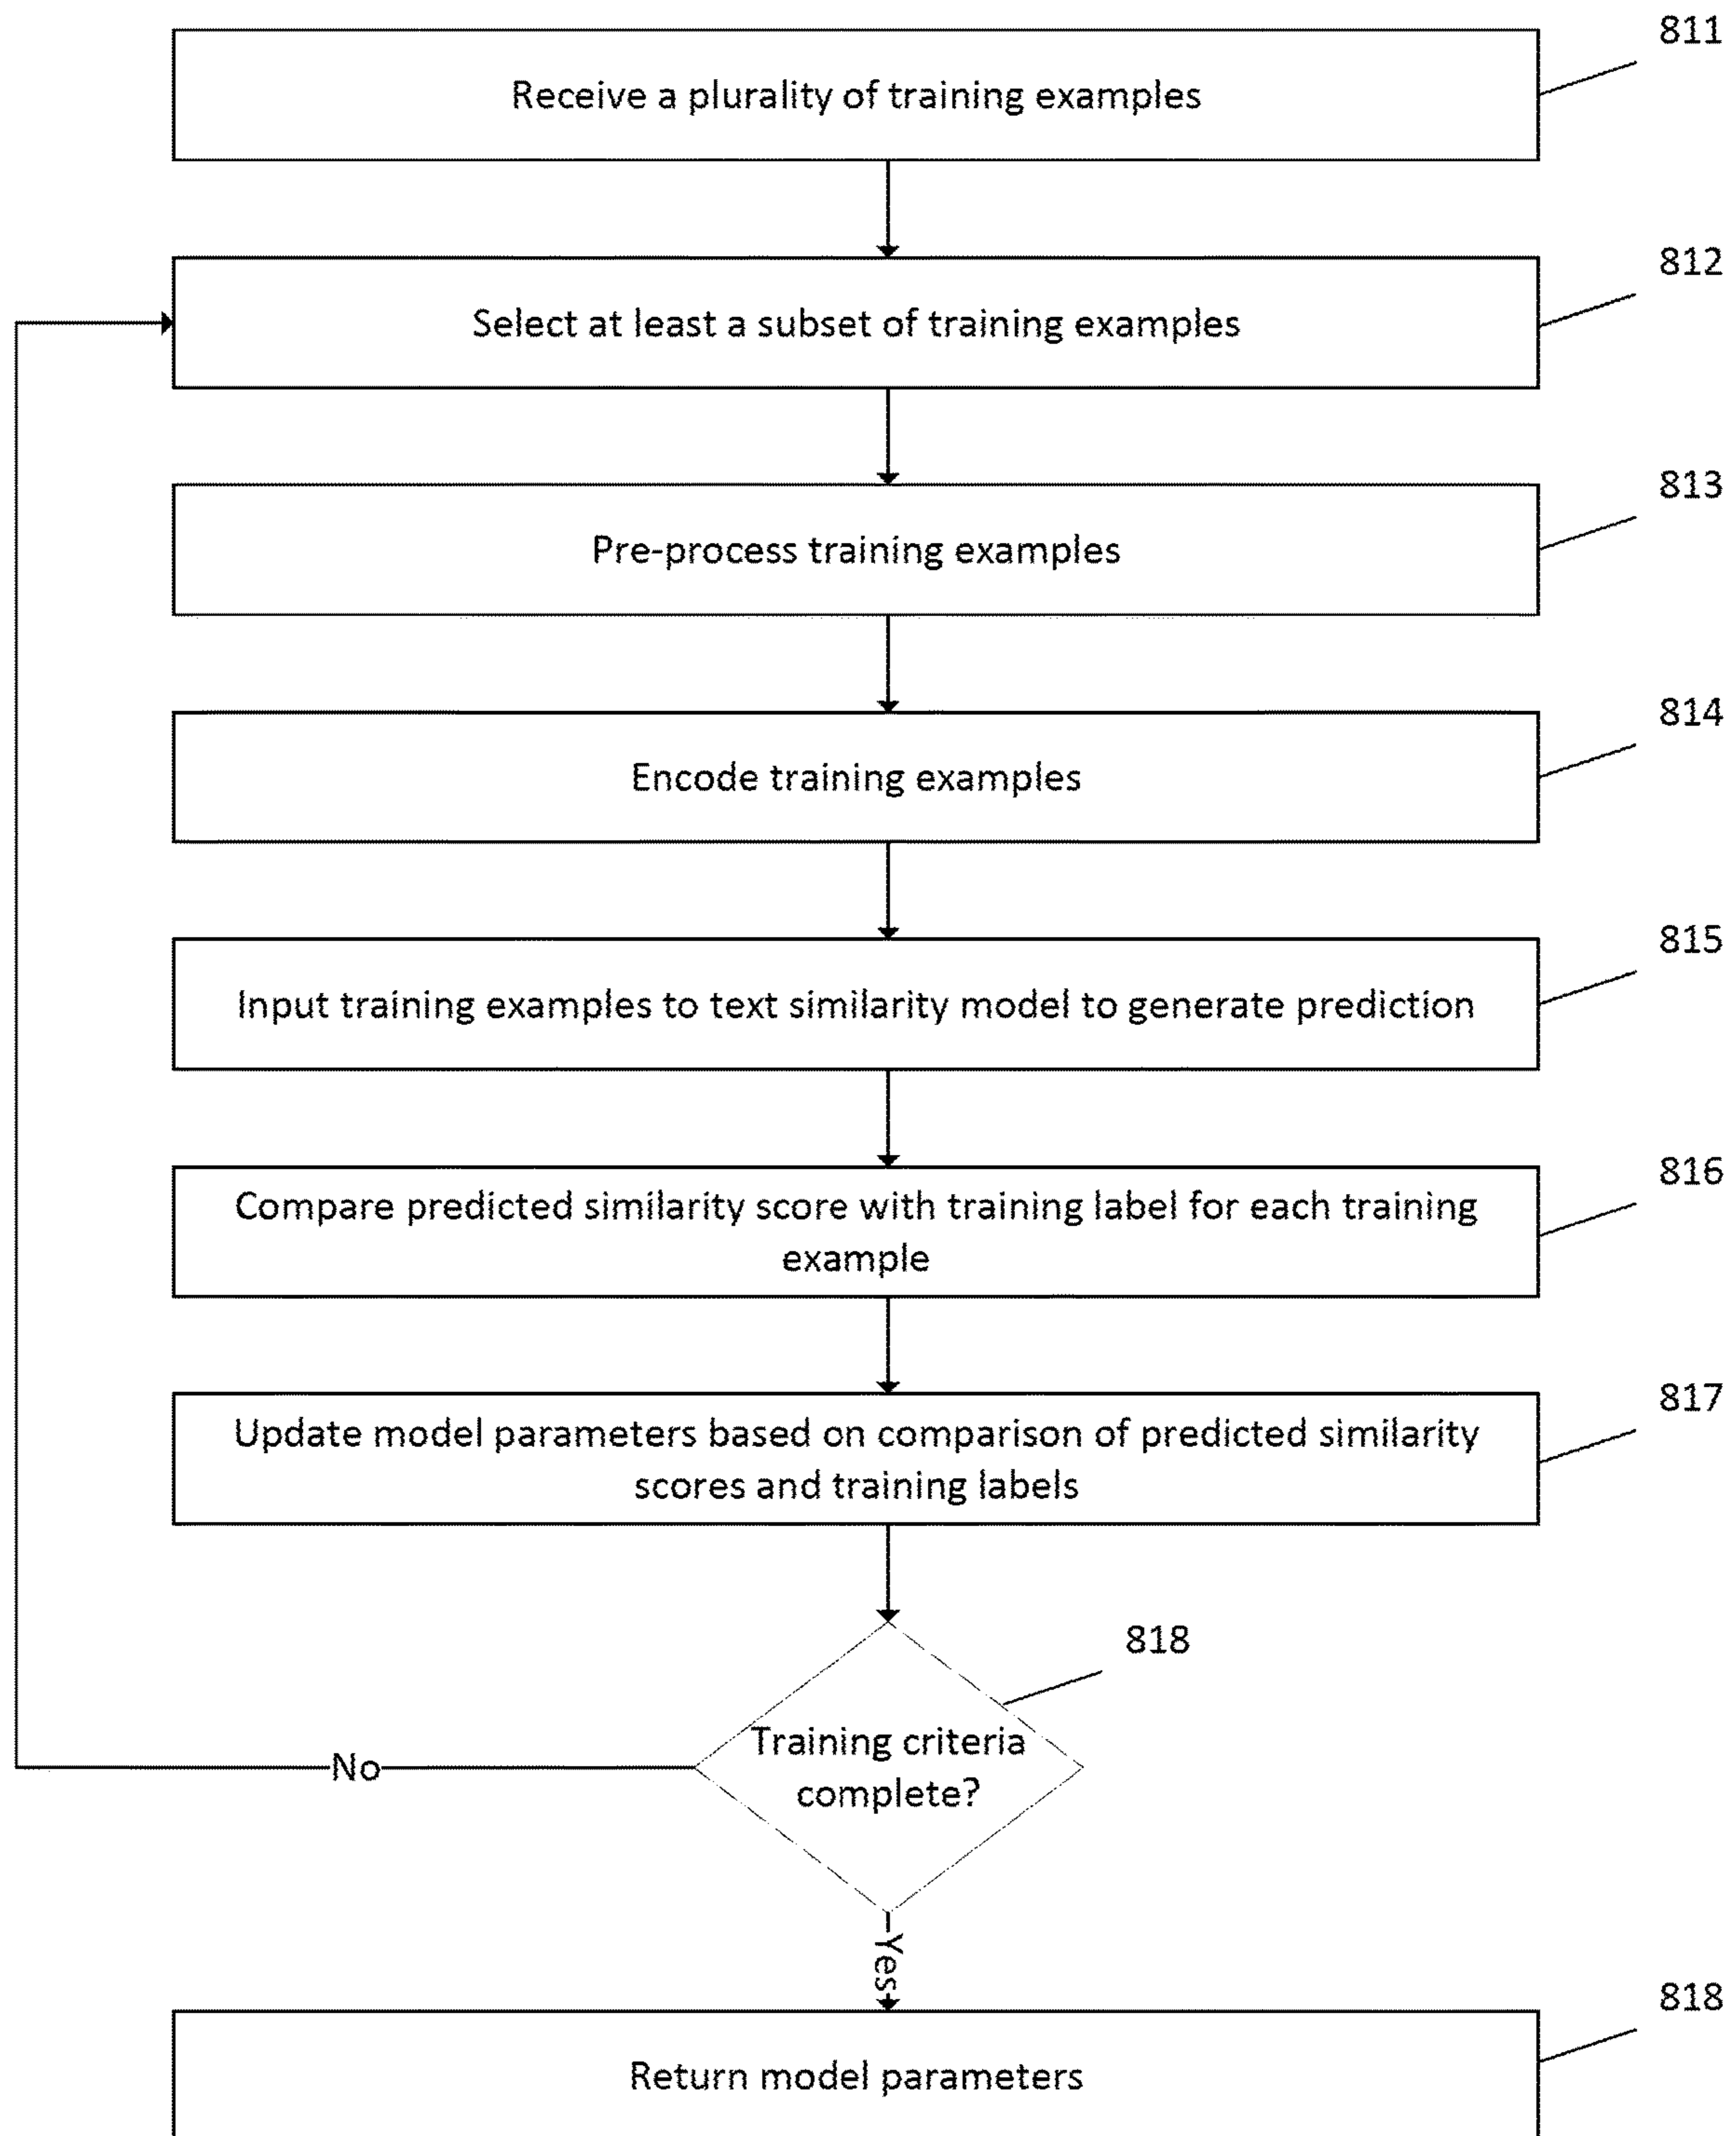 811
Receive a plurality of training examples
812
Select at least a subset of training examples
813
Pre-process training examples
814
Encode training examples
815
Input training examples to text similarity model to generate prediction
816
Compare predicted similarity score with training label for each training
example
817
Update model parameters based on comparison of predicted similarity
scores and training labels
818
Training criteria
complete?
No
Yes
818
Return model parameters